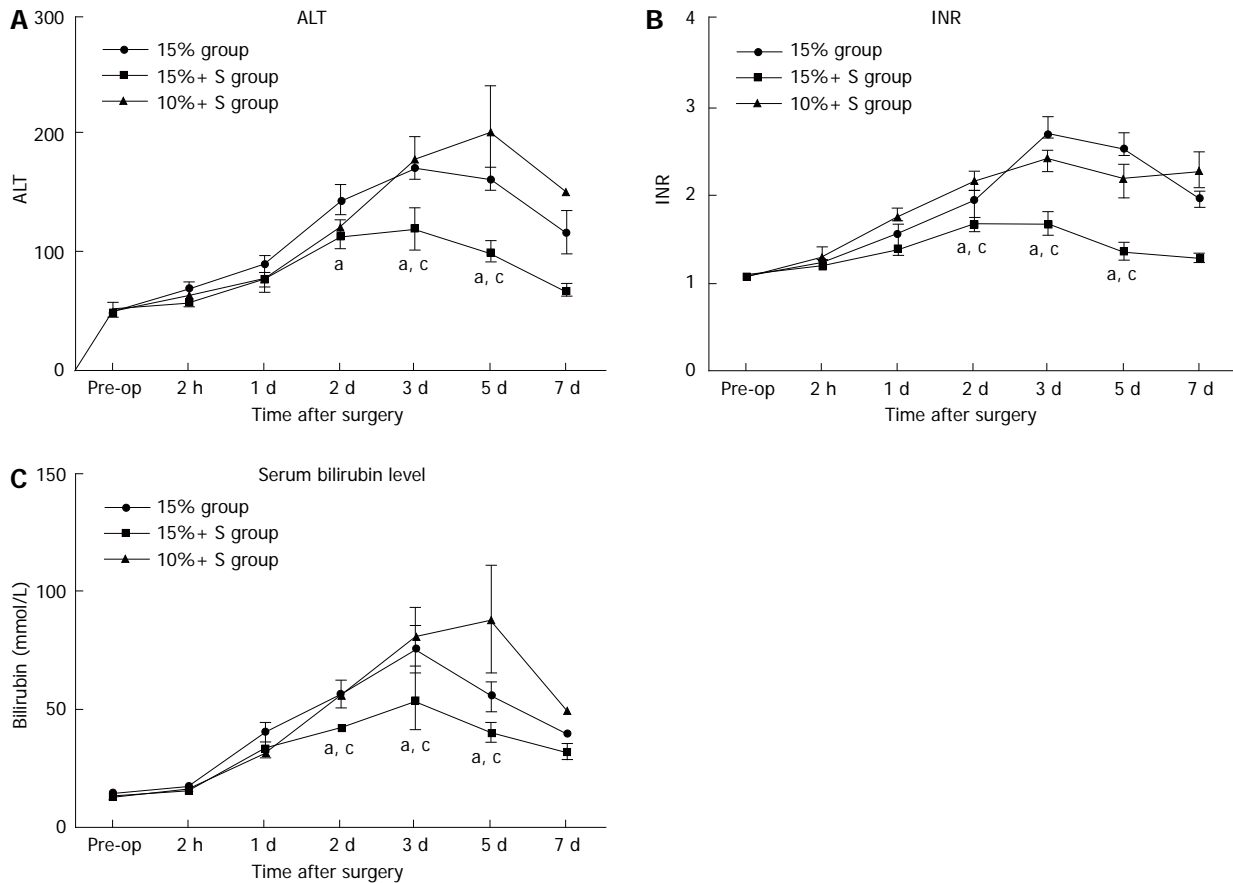 A
ALT
300
200
100
0
ALT
15% group
15%+ S group
10%+ S group
a
a, c
a, c
Pre-op 2 h 1 d 2 d 3 d 5 d 7 d
Time after surgery
B
INR
4
3
2
1
0
INR
15% group
15%+ S group
10%+ S group
a, c
a, c
a, c
Pre-op 2 h 1 d 2 d 3 d 5 d 7 d
Time after surgery
C
Serum bilirubin level
150
100
50
0
Bilirubin (mmol/L)
15% group
15%+ S group
10%+ S group
a, c
a, c
a, c
Pre-op 2 h 1 d 2 d 3 d 5 d 7 d
Time after surgery